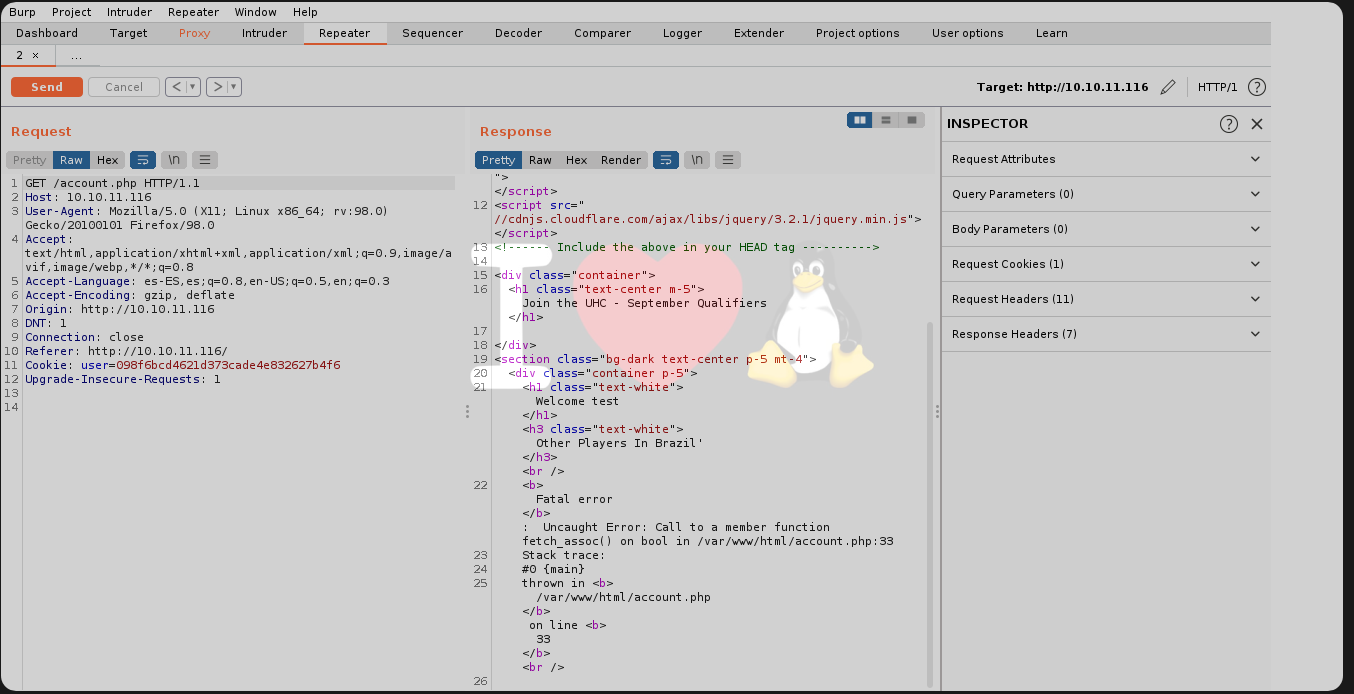 Burp Project Intruder Repeater Window Help
Dashboard Target Proxy Intruder Repeater Sequencer Decoder Comparer Logger Extender Project options User options Learn
2 × ...
Send Cancel < > Target: http://10.10.11.116 HTTP/1 ?
Request
Pretty Raw Hex \n
1 GET /account.php HTTP/1.1
2 Host: 10.10.11.116
3 User-Agent: Mozilla/5.0 (X11; Linux x86_64; rv:98.0)
Gecko/20100101 Firefox/98.0
4 Accept:
text/html,application/xhtml+xml,application/xml;q=0.9,image/a
vif,image/webp,*/*;q=0.8
5 Accept-Language: es-ES,es;q=0.8,en-US;q=0.5,en;q=0.3
6 Accept-Encoding: gzip, deflate
7 Origin: http://10.10.11.116
8 DNT: 1
9 Connection: close
10 Referer: http://10.10.11.116/
11 Cookie: user=098f6bcd4621d373cade4e832627b4f6
12 Upgrade-Insecure-Requests: 1
13
14
Response
Pretty Raw Hex Render \n
">
</script>
12 <script src="
//cdnjs.cloudflare.com/ajax/libs/jquery/3.2.1/jquery.min.js">
</script>
13 <!------ Include the above in your HEAD tag ---------->
14
15 <div class="container">
16 <h1 class="text-center m-5">
Join the UHC - September Qualifiers
</h1>
17
18 </div>
19 <section class="bg-dark text-center p-5 mt-4">
20 <div class="container p-5">
21 <h1 class="text-white">
Welcome test
</h1>
<h3 class="text-white">
Other Players In Brazil'
</h3>
<br />
22 <b>
Fatal error
</b>
: Uncaught Error: Call to a member function
fetch_assoc() on bool in /var/www/html/account.php:33
23 Stack trace:
24 #0 {main}
25 thrown in <b>
/var/www/html/account.php
</b>
on line <b>
33
</b>
<br />
26
I
INSPECTOR ?
Request Attributes
Query Parameters (0)
Body Parameters (0)
Request Cookies (1)
Request Headers (11)
Response Headers (7)